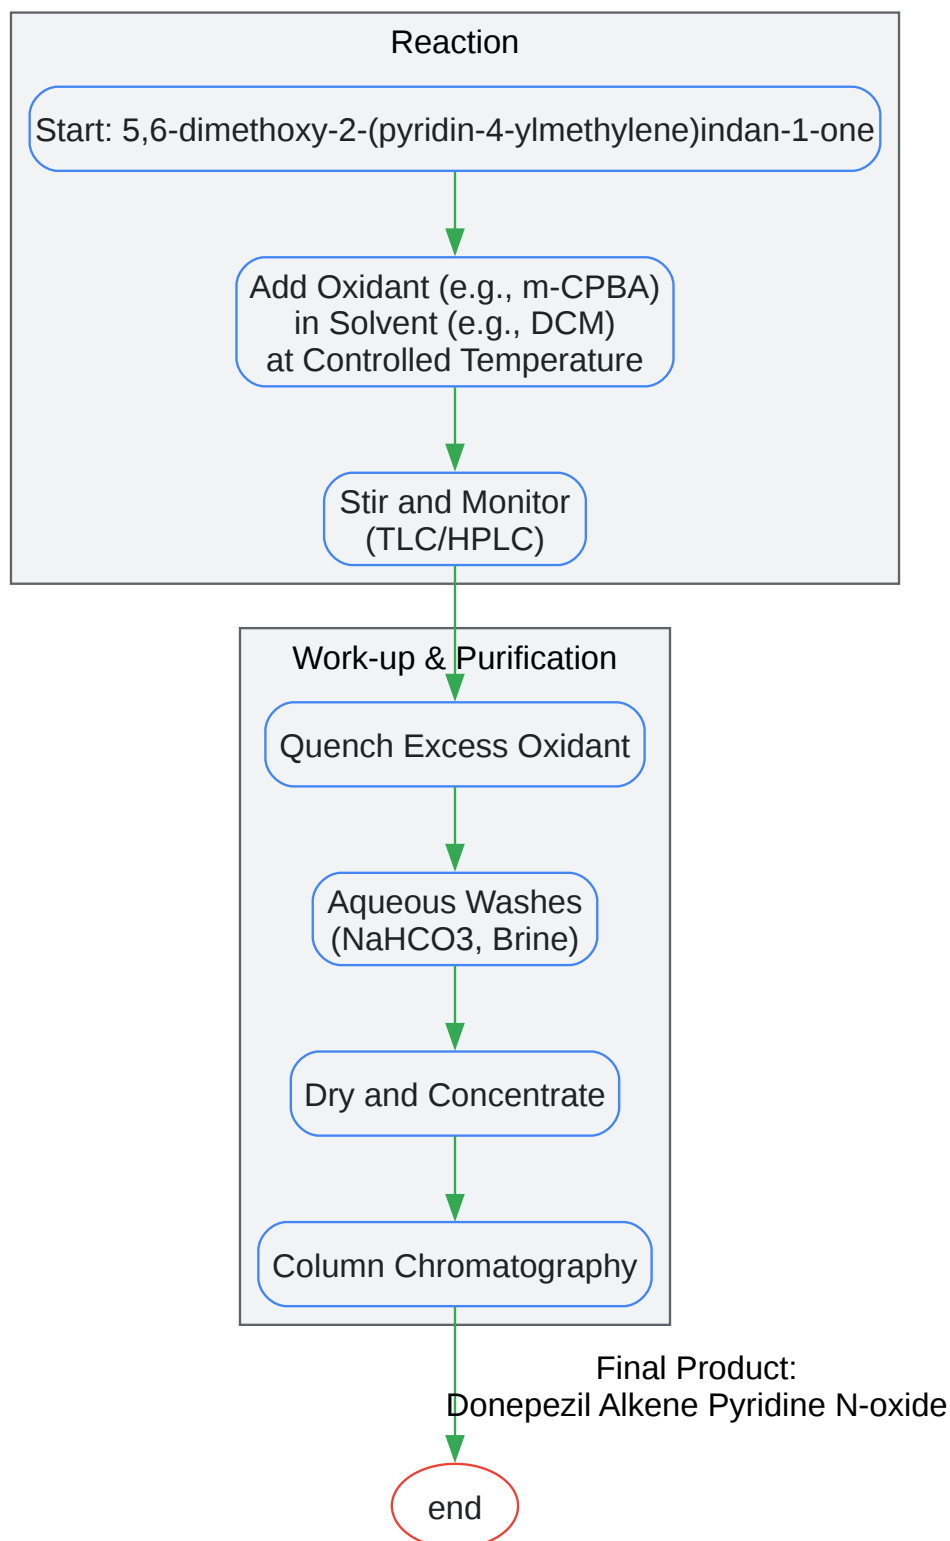 Reaction
Start: 5,6-dimethoxy-2-(pyridin-4-ylmethylene)indan-1-one
Add Oxidant (e.g., m-CPBA)
in Solvent (e.g., DCM)
at Controlled Temperature
Stir and Monitor
(TLC/HPLC)
Work-up & Purification
Quench Excess Oxidant
Aqueous Washes
(NaHCO3, Brine)
Dry and Concentrate
Column Chromatography
Final Product:
Donepezil Alkene Pyridine N-oxide
end